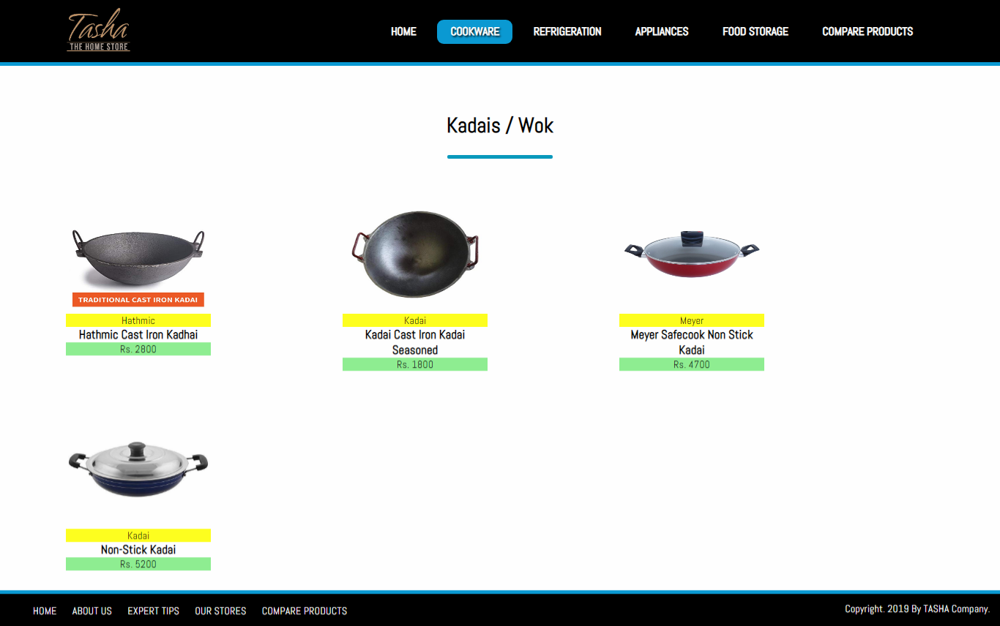 Tasha
THE HOME STORE
HOME
COOKWARE
REFRIGERATION
APPLIANCES
FOOD STORAGE
COMPARE PRODUCTS
Kadais / Wok
TRADITIONAL CAST IRON KADAI
Hathmic
Hathmic Cast Iron Kadhai
Rs. 2800
Kadai
Kadai Cast Iron Kadai
Seasoned
Rs. 1800
Meyer
Meyer Safecook Non Stick
Kadai
Rs. 4700
Kadai
Non-Stick Kadai
Rs. 5200
HOME
ABOUT US
EXPERT TIPS
OUR STORES
COMPARE PRODUCTS
Copyright. 2019 By TASHA Company.